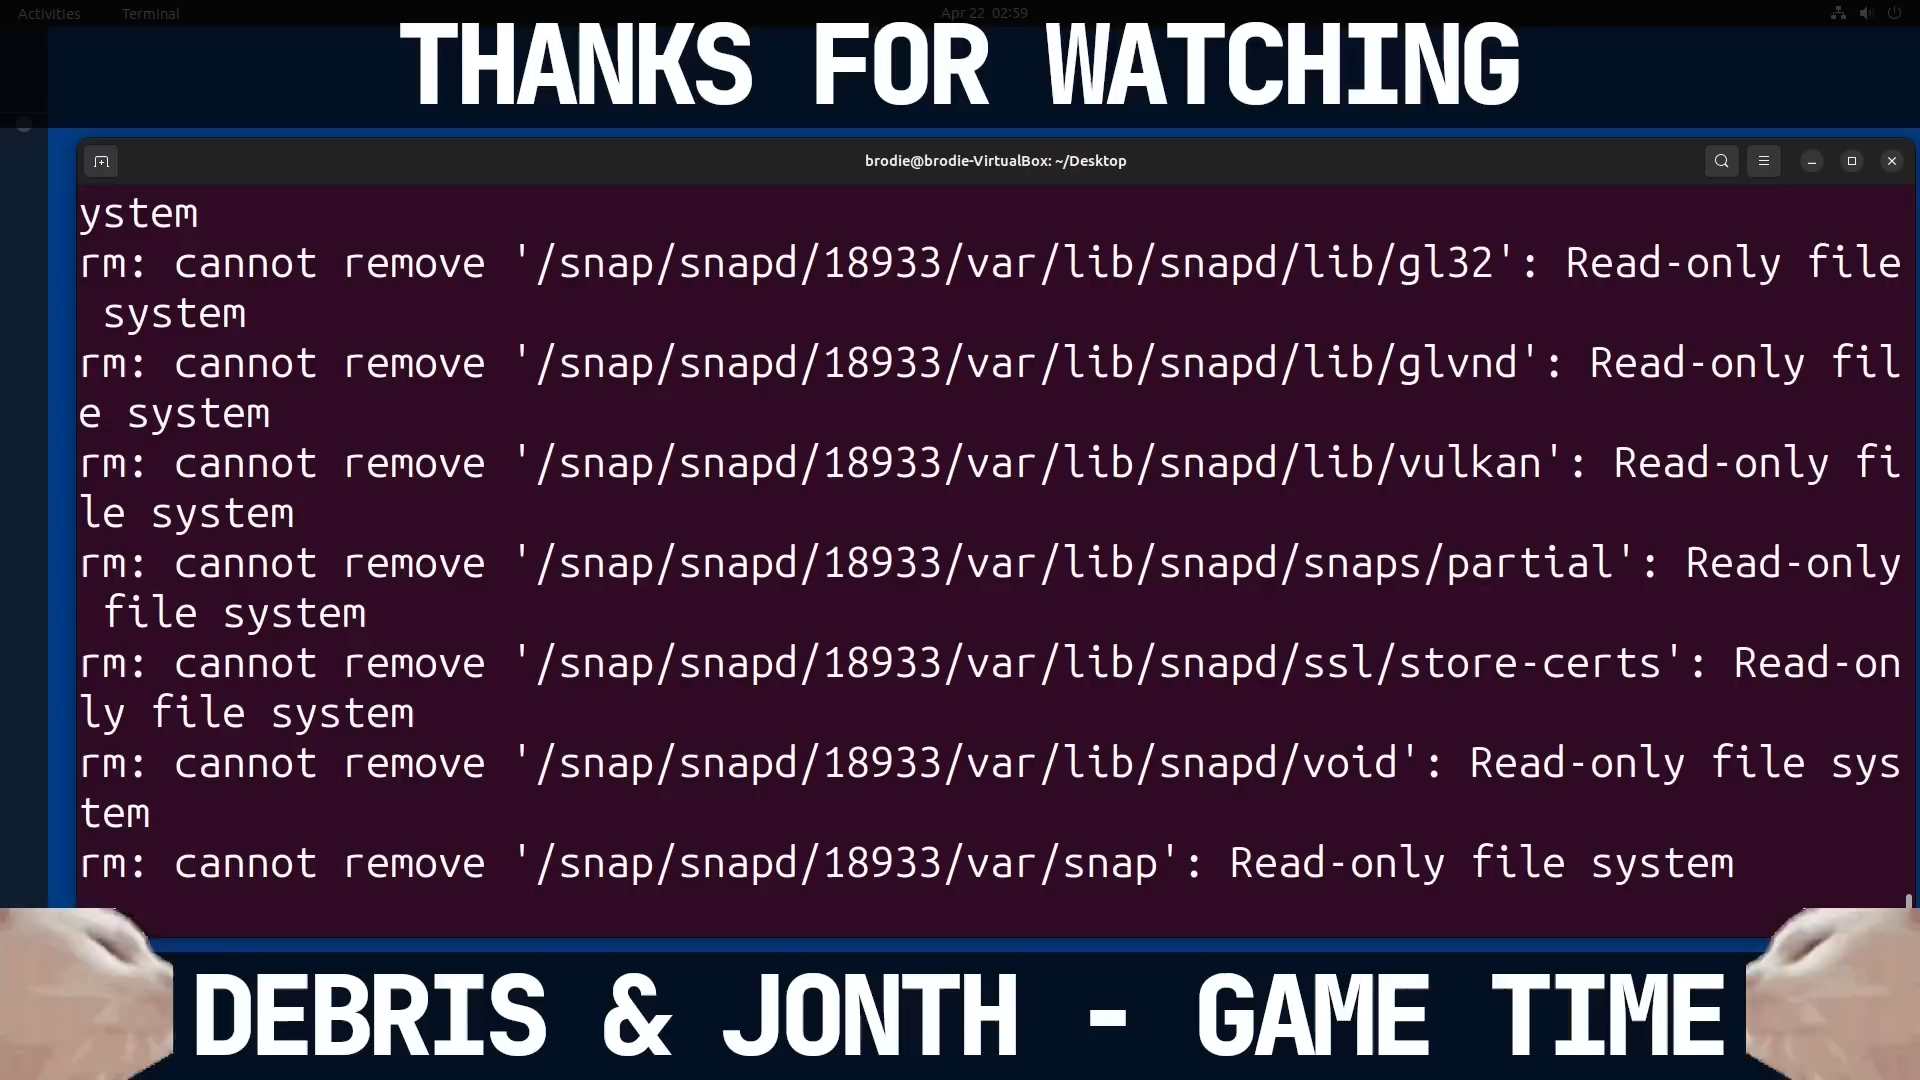 Activities Terminal Apr 22 02:59
THANKS FOR WATCHING
brodie@brodie-VirtualBox: ~/Desktop
ystem
rm: cannot remove '/snap/snapd/18933/var/lib/snapd/lib/gl32': Read-only file
 system
rm: cannot remove '/snap/snapd/18933/var/lib/snapd/lib/glvnd': Read-only fil
e system
rm: cannot remove '/snap/snapd/18933/var/lib/snapd/lib/vulkan': Read-only fi
le system
rm: cannot remove '/snap/snapd/18933/var/lib/snapd/snaps/partial': Read-only
 file system
rm: cannot remove '/snap/snapd/18933/var/lib/snapd/ssl/store-certs': Read-on
ly file system
rm: cannot remove '/snap/snapd/18933/var/lib/snapd/void': Read-only file sys
tem
rm: cannot remove '/snap/snapd/18933/var/snap': Read-only file system
DEBRIS & JONTH - GAME TIME